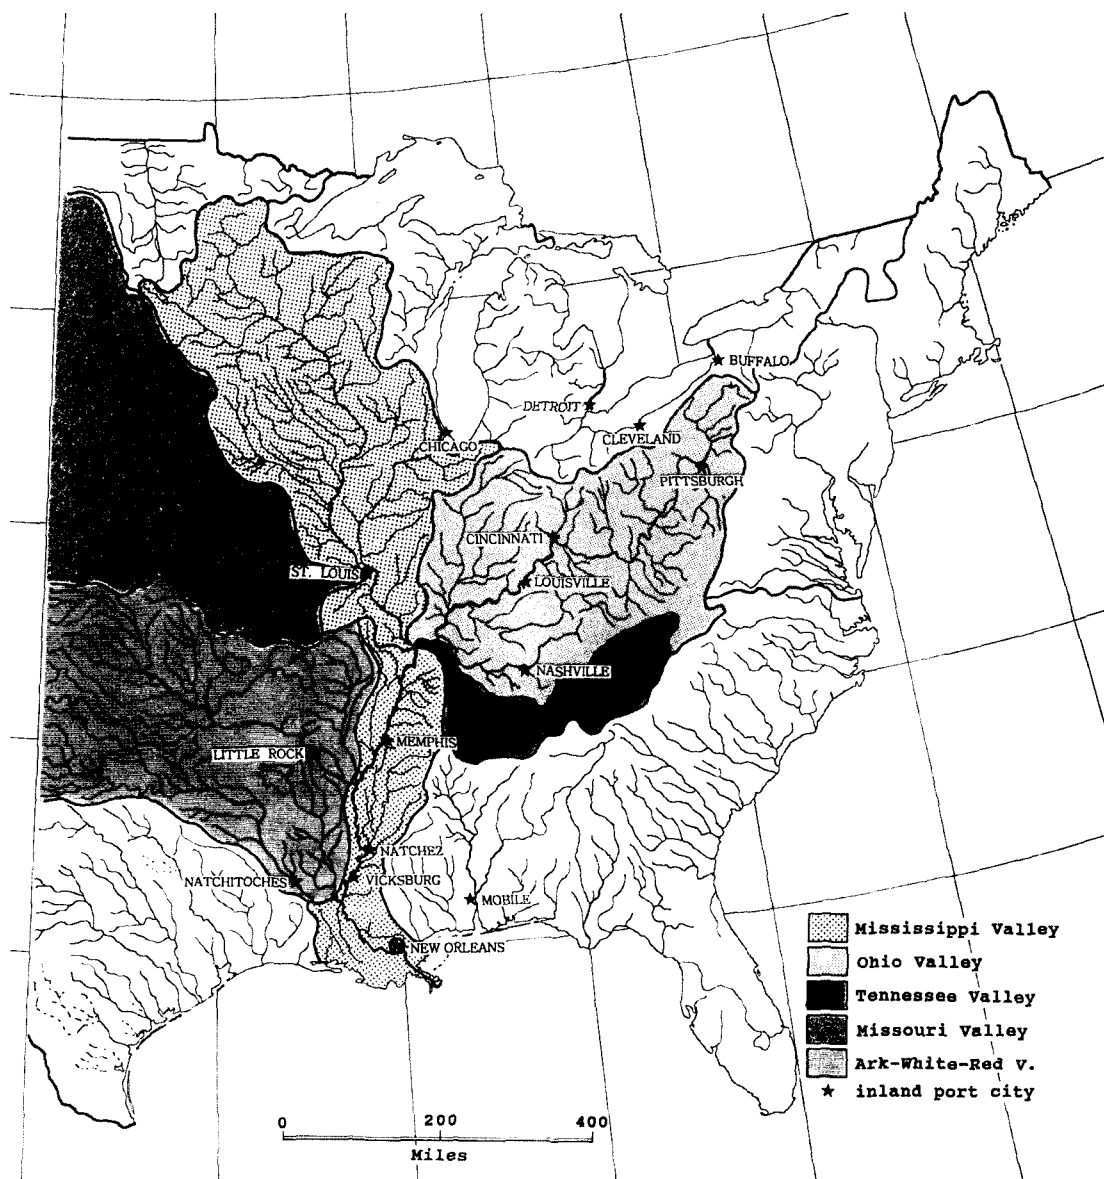 BUFFALO
DETROIT
CLEVELAND
CHICAGO
PITTSBURGH
CINCINNATI
ST. LOUIS
LOUISVILLE
NASHVILLE
MEMPHIS
LITTLE ROCK
NATCHEZ
NATCHITOCHES
VICKSBURG
MOBILE
NEW ORLEANS
Mississippi Valley
Ohio Valley
Tennessee Valley
Missouri Valley
Ark-White-Red V.
inland port city
0 200 400
Miles